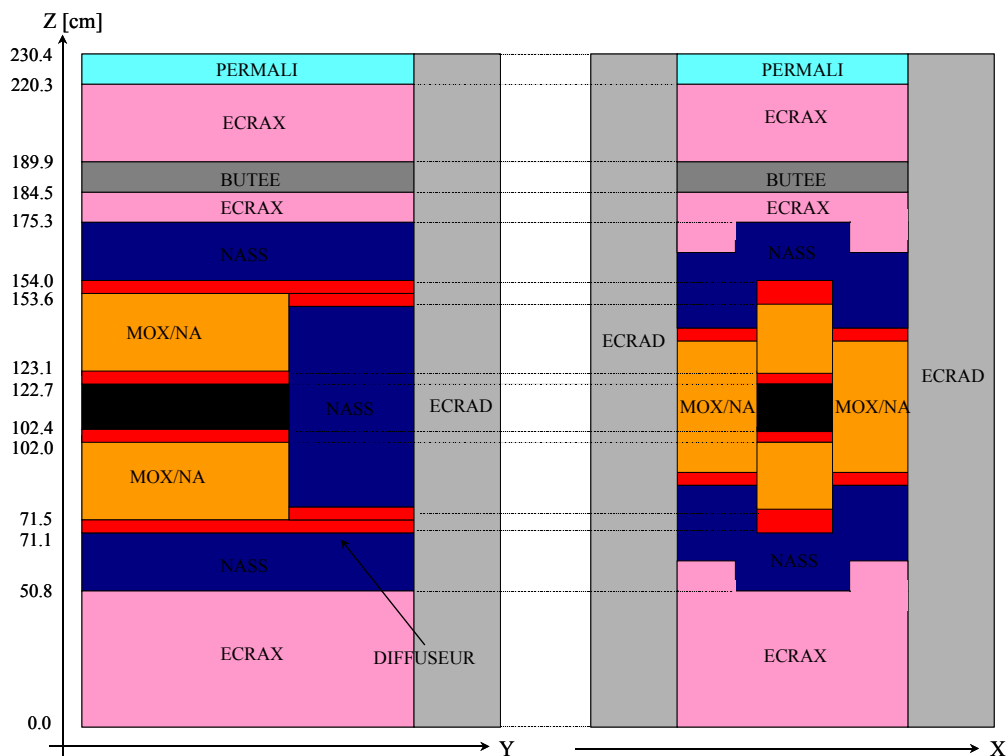 Z [cm]
230.4
220.3
189.9
184.5
175.3
154.0
153.6
123.1
122.7
102.4
102.0
71.5
71.1
50.8
0.0
PERMALI
ECRAX
BUTEE
ECRAX
NASS
MOX/NA
NASS
MOX/NA
NASS
ECRAX
DIFFUSEUR
ECRAD
Y
ECRAD
PERMALI
ECRAX
BUTEE
ECRAX
NASS
MOX/NA
MOX/NA
NASS
ECRAX
ECRAD
X